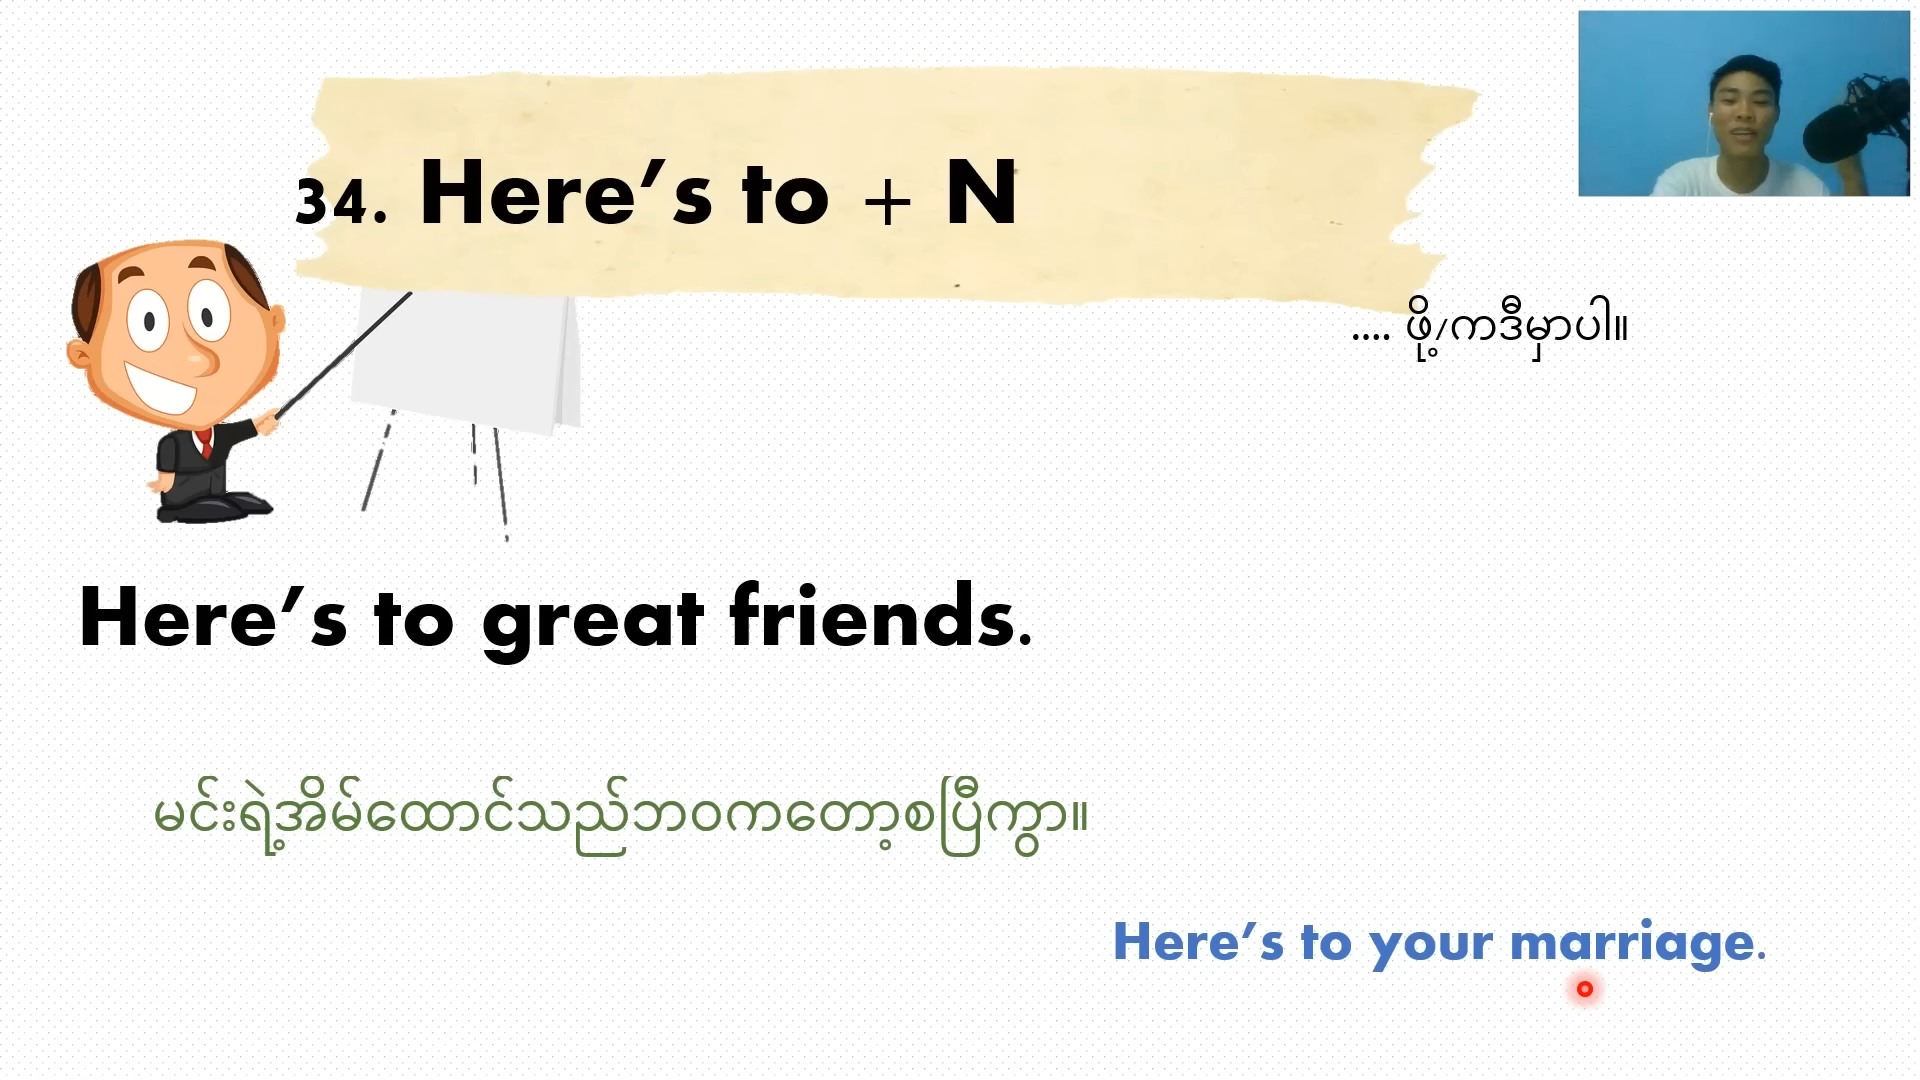 34. Here’s to + N
.... ဖို့/ကဒီမှာပါ။
Here’s to great friends.
မင်းရဲ့အိမ်ထောင်သည်ဘဝကတော့စပြီကွာ။
Here’s to your marriage.